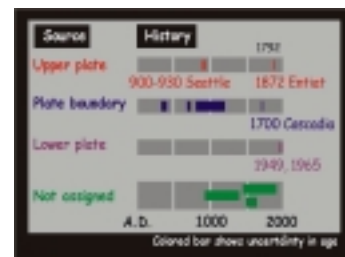 Source History
1792
Upper plate
900-930 Seattle 1872 Entiat
Plate boundary
1700 Cascadia
Lower plate
1949, 1965
Not assigned
A.D. 1000 2000
Colored bar shows uncertainty in age